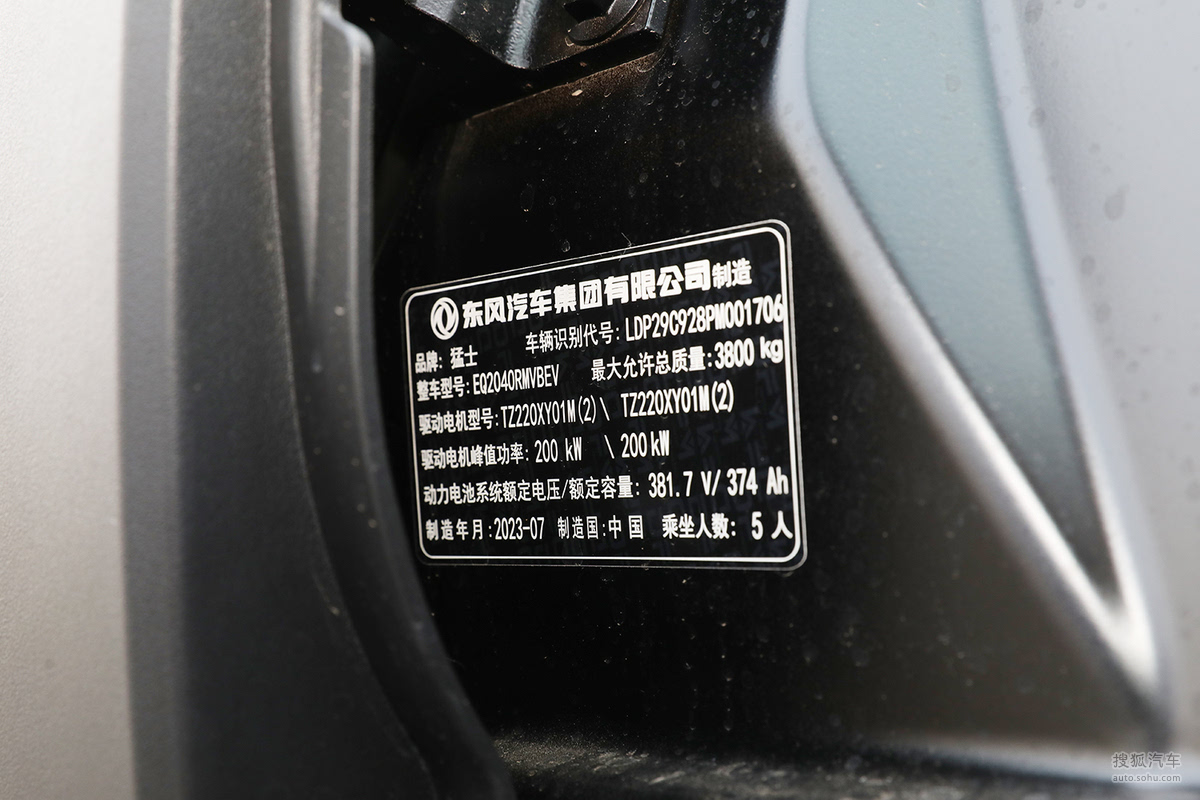 东风汽车集团有限公司制造
车辆识别代号: LDP29C928PM001706
品牌: 猛士
整车型号: EQ2040RMVBEV 最大允许总质量: 3800 kg
驱动电机型号: TZ220XY01M(2) \ TZ220XY01M(2)
驱动电机峰值功率: 200 kW \ 200 kW
动力电池系统额定电压/额定容量: 381.7 V/ 374 Ah
制造年月: 2023-07 制造国: 中国 乘坐人数: 5 人
搜狐汽车
auto.sohu.com